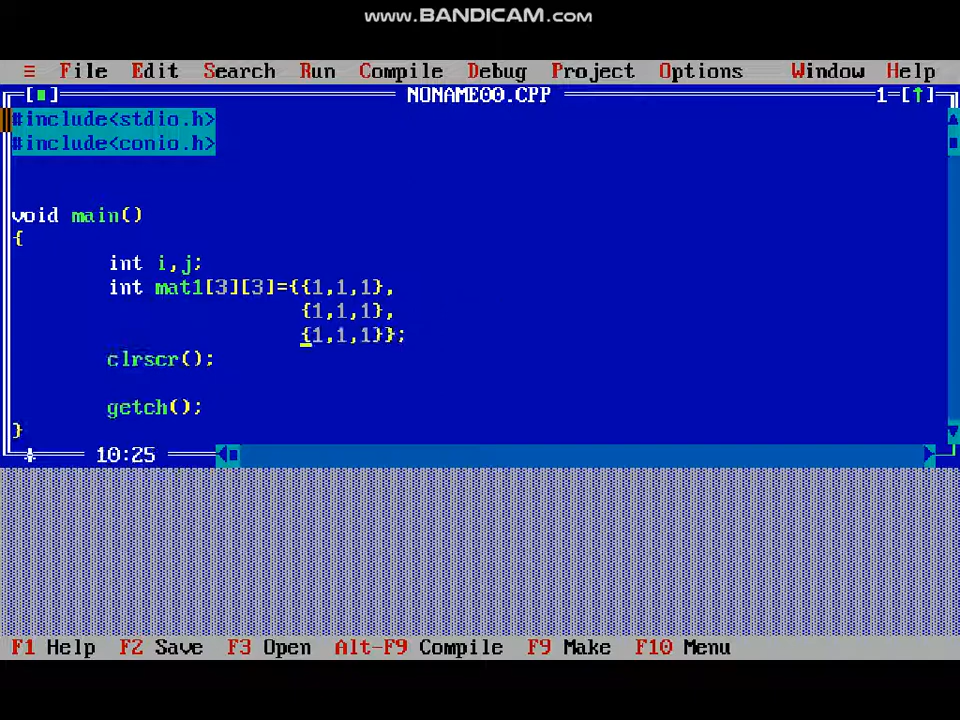 www.BANDICAM.com
≡ File Edit Search Run Compile Debug Project Options Window Help
[■] NONAME00.CPP 1=[↑]
#include<stdio.h>
#include<conio.h>
void main()
{
int i,j;
int mat1[3][3]={{1,1,1},
{1,1,1},
{1,1,1}};
clrscr();
getch();
}
10:25
F1 Help F2 Save F3 Open Alt-F9 Compile F9 Make F10 Menu